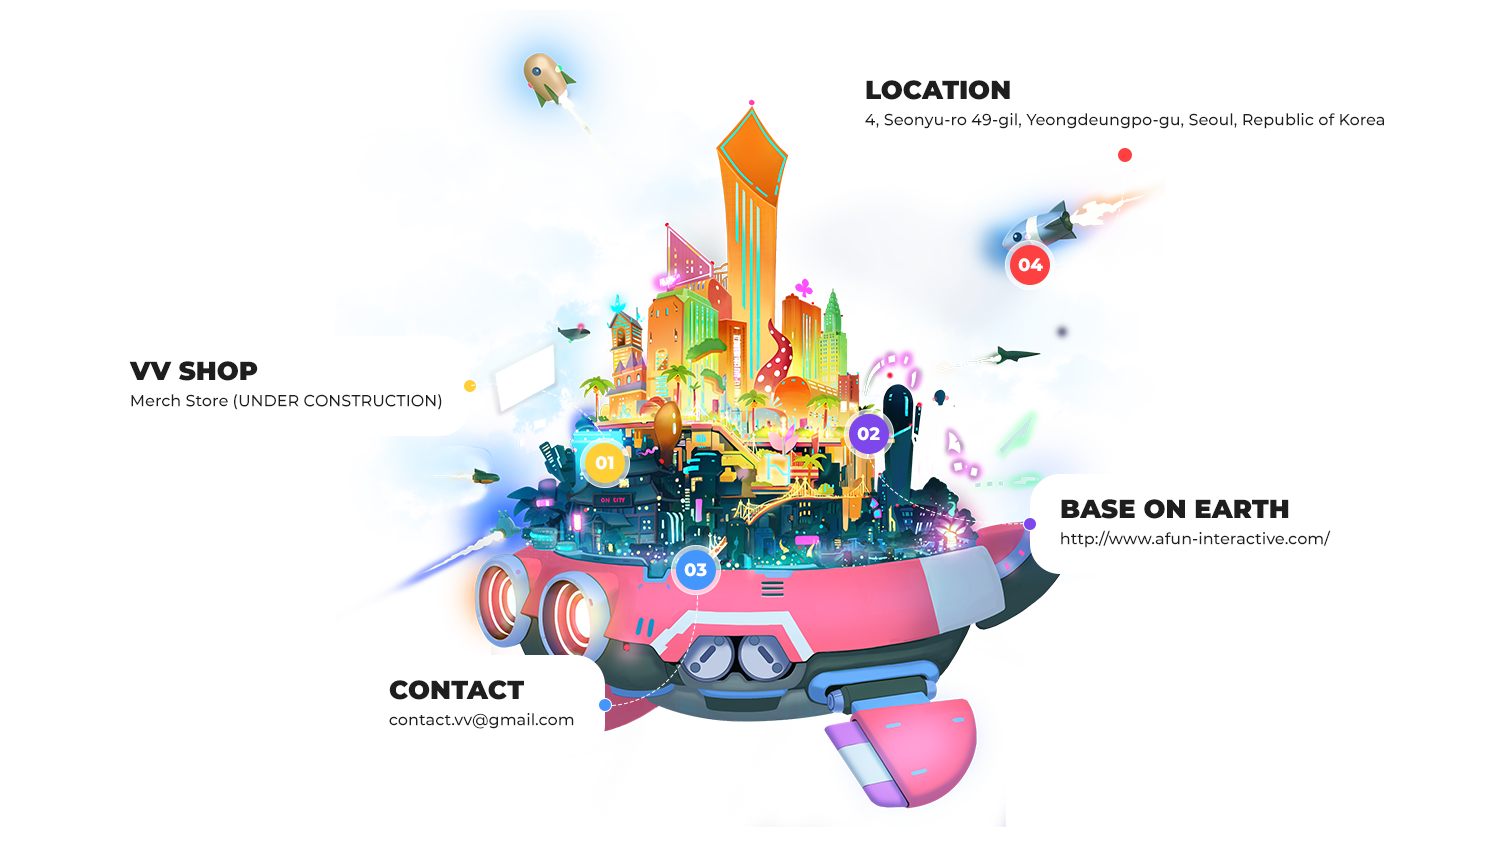 LOCATION
4, Seonyu-ro 49-gil, Yeongdeungpo-gu, Seoul, Republic of Korea
04
VV SHOP
Merch Store (UNDER CONSTRUCTION)
02
01
ON CITY
BASE ON EARTH
http://www.afun-interactive.com/
03
CONTACT
contact.vv@gmail.com